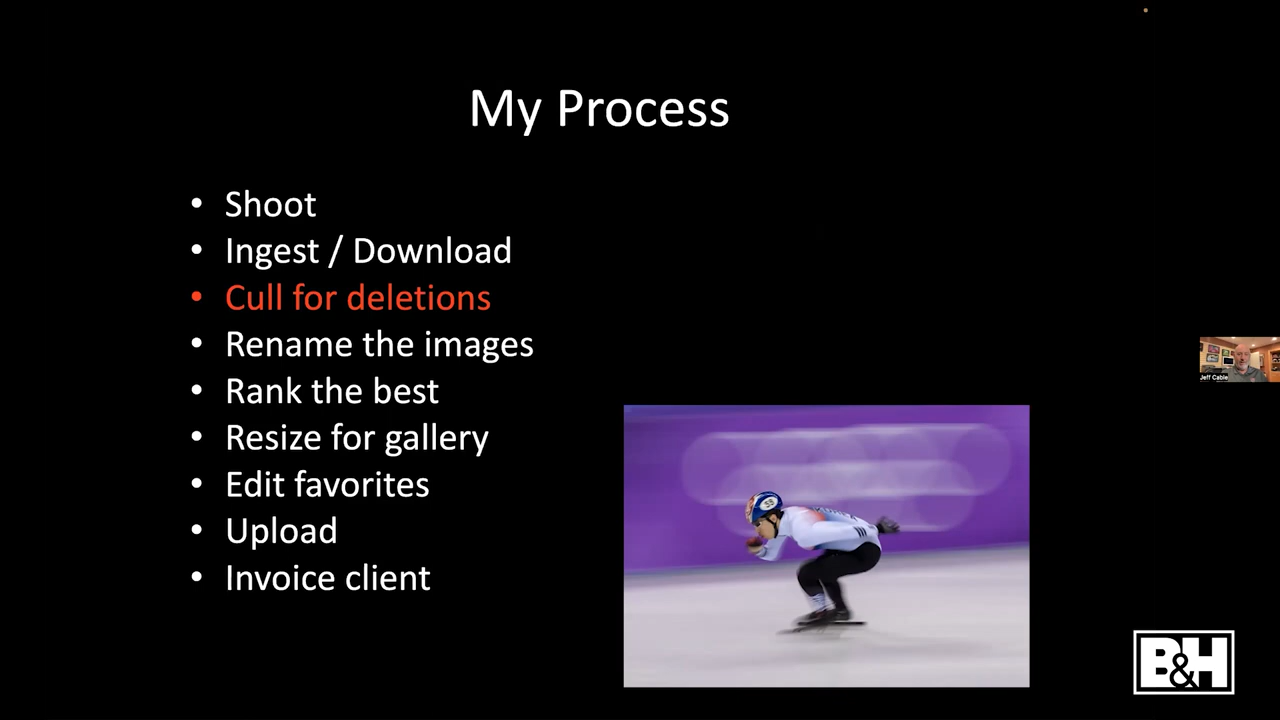 My Process
• Shoot
• Ingest / Download
• Cull for deletions
• Rename the images
• Rank the best
• Resize for gallery
• Edit favorites
• Upload
• Invoice client
Jeff Cable
B&H